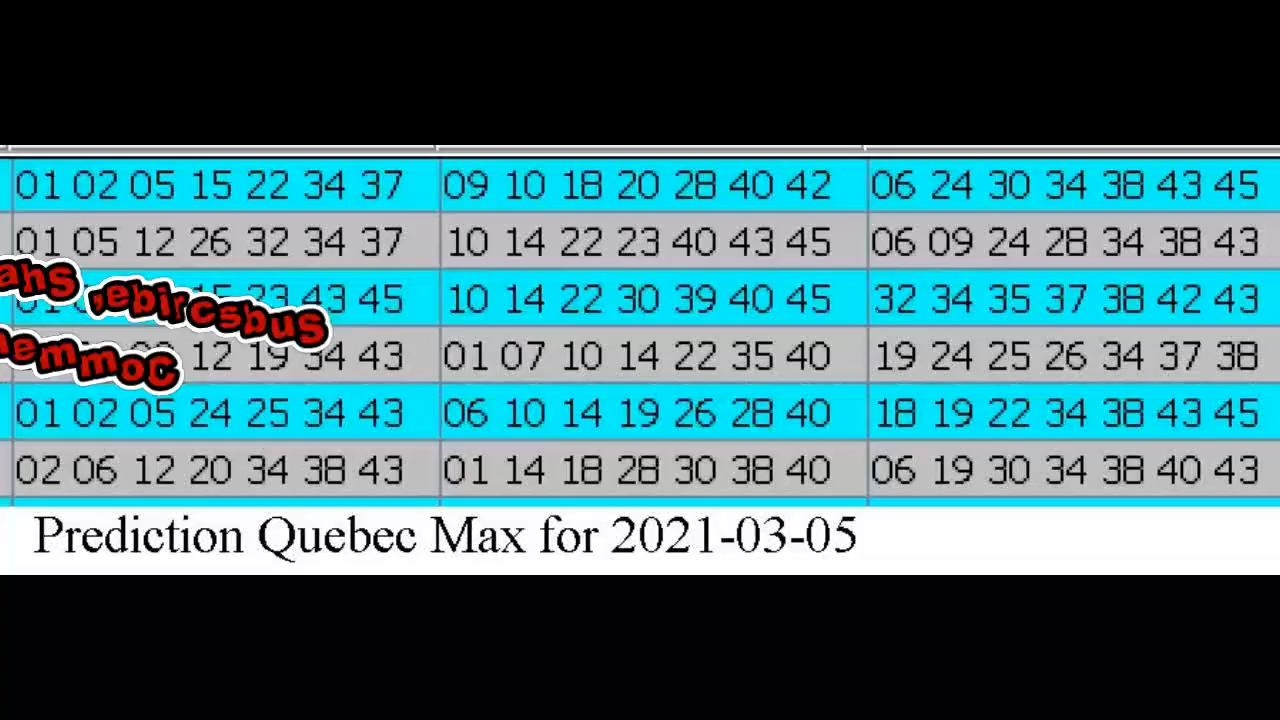 01 02 05 15 22 34 37 09 10 18 20 28 40 42 06 24 30 34 38 43 45
01 05 12 26 32 34 37 10 14 22 23 40 43 45 06 09 24 28 34 38 43
43 45 10 14 22 30 39 40 45 32 34 35 37 38 42 43
subscribe,
12 19 34 43 01 07 10 14 22 35 40 19 24 25 26 34 37 38
01 02 05 24 25 34 43 06 10 14 19 26 28 40 18 19 22 34 38 43 45
02 06 12 20 34 38 43 01 14 18 28 30 38 40 06 19 30 34 38 40 43
Prediction Quebec Max for 2021-03-05